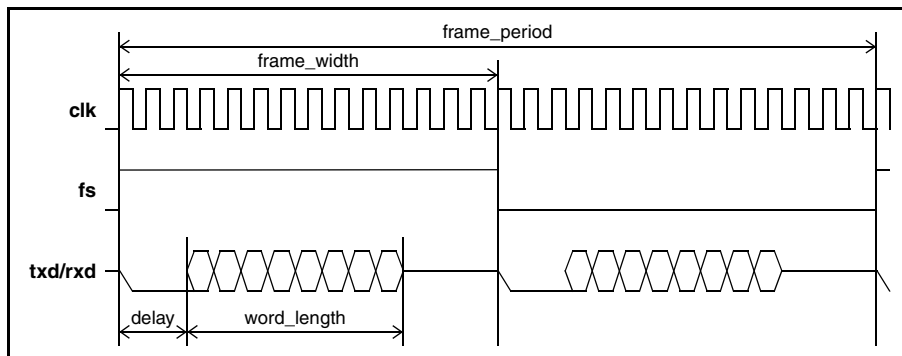 frame_period
frame_width
clk
fs
txd/rxd
delay
word_length